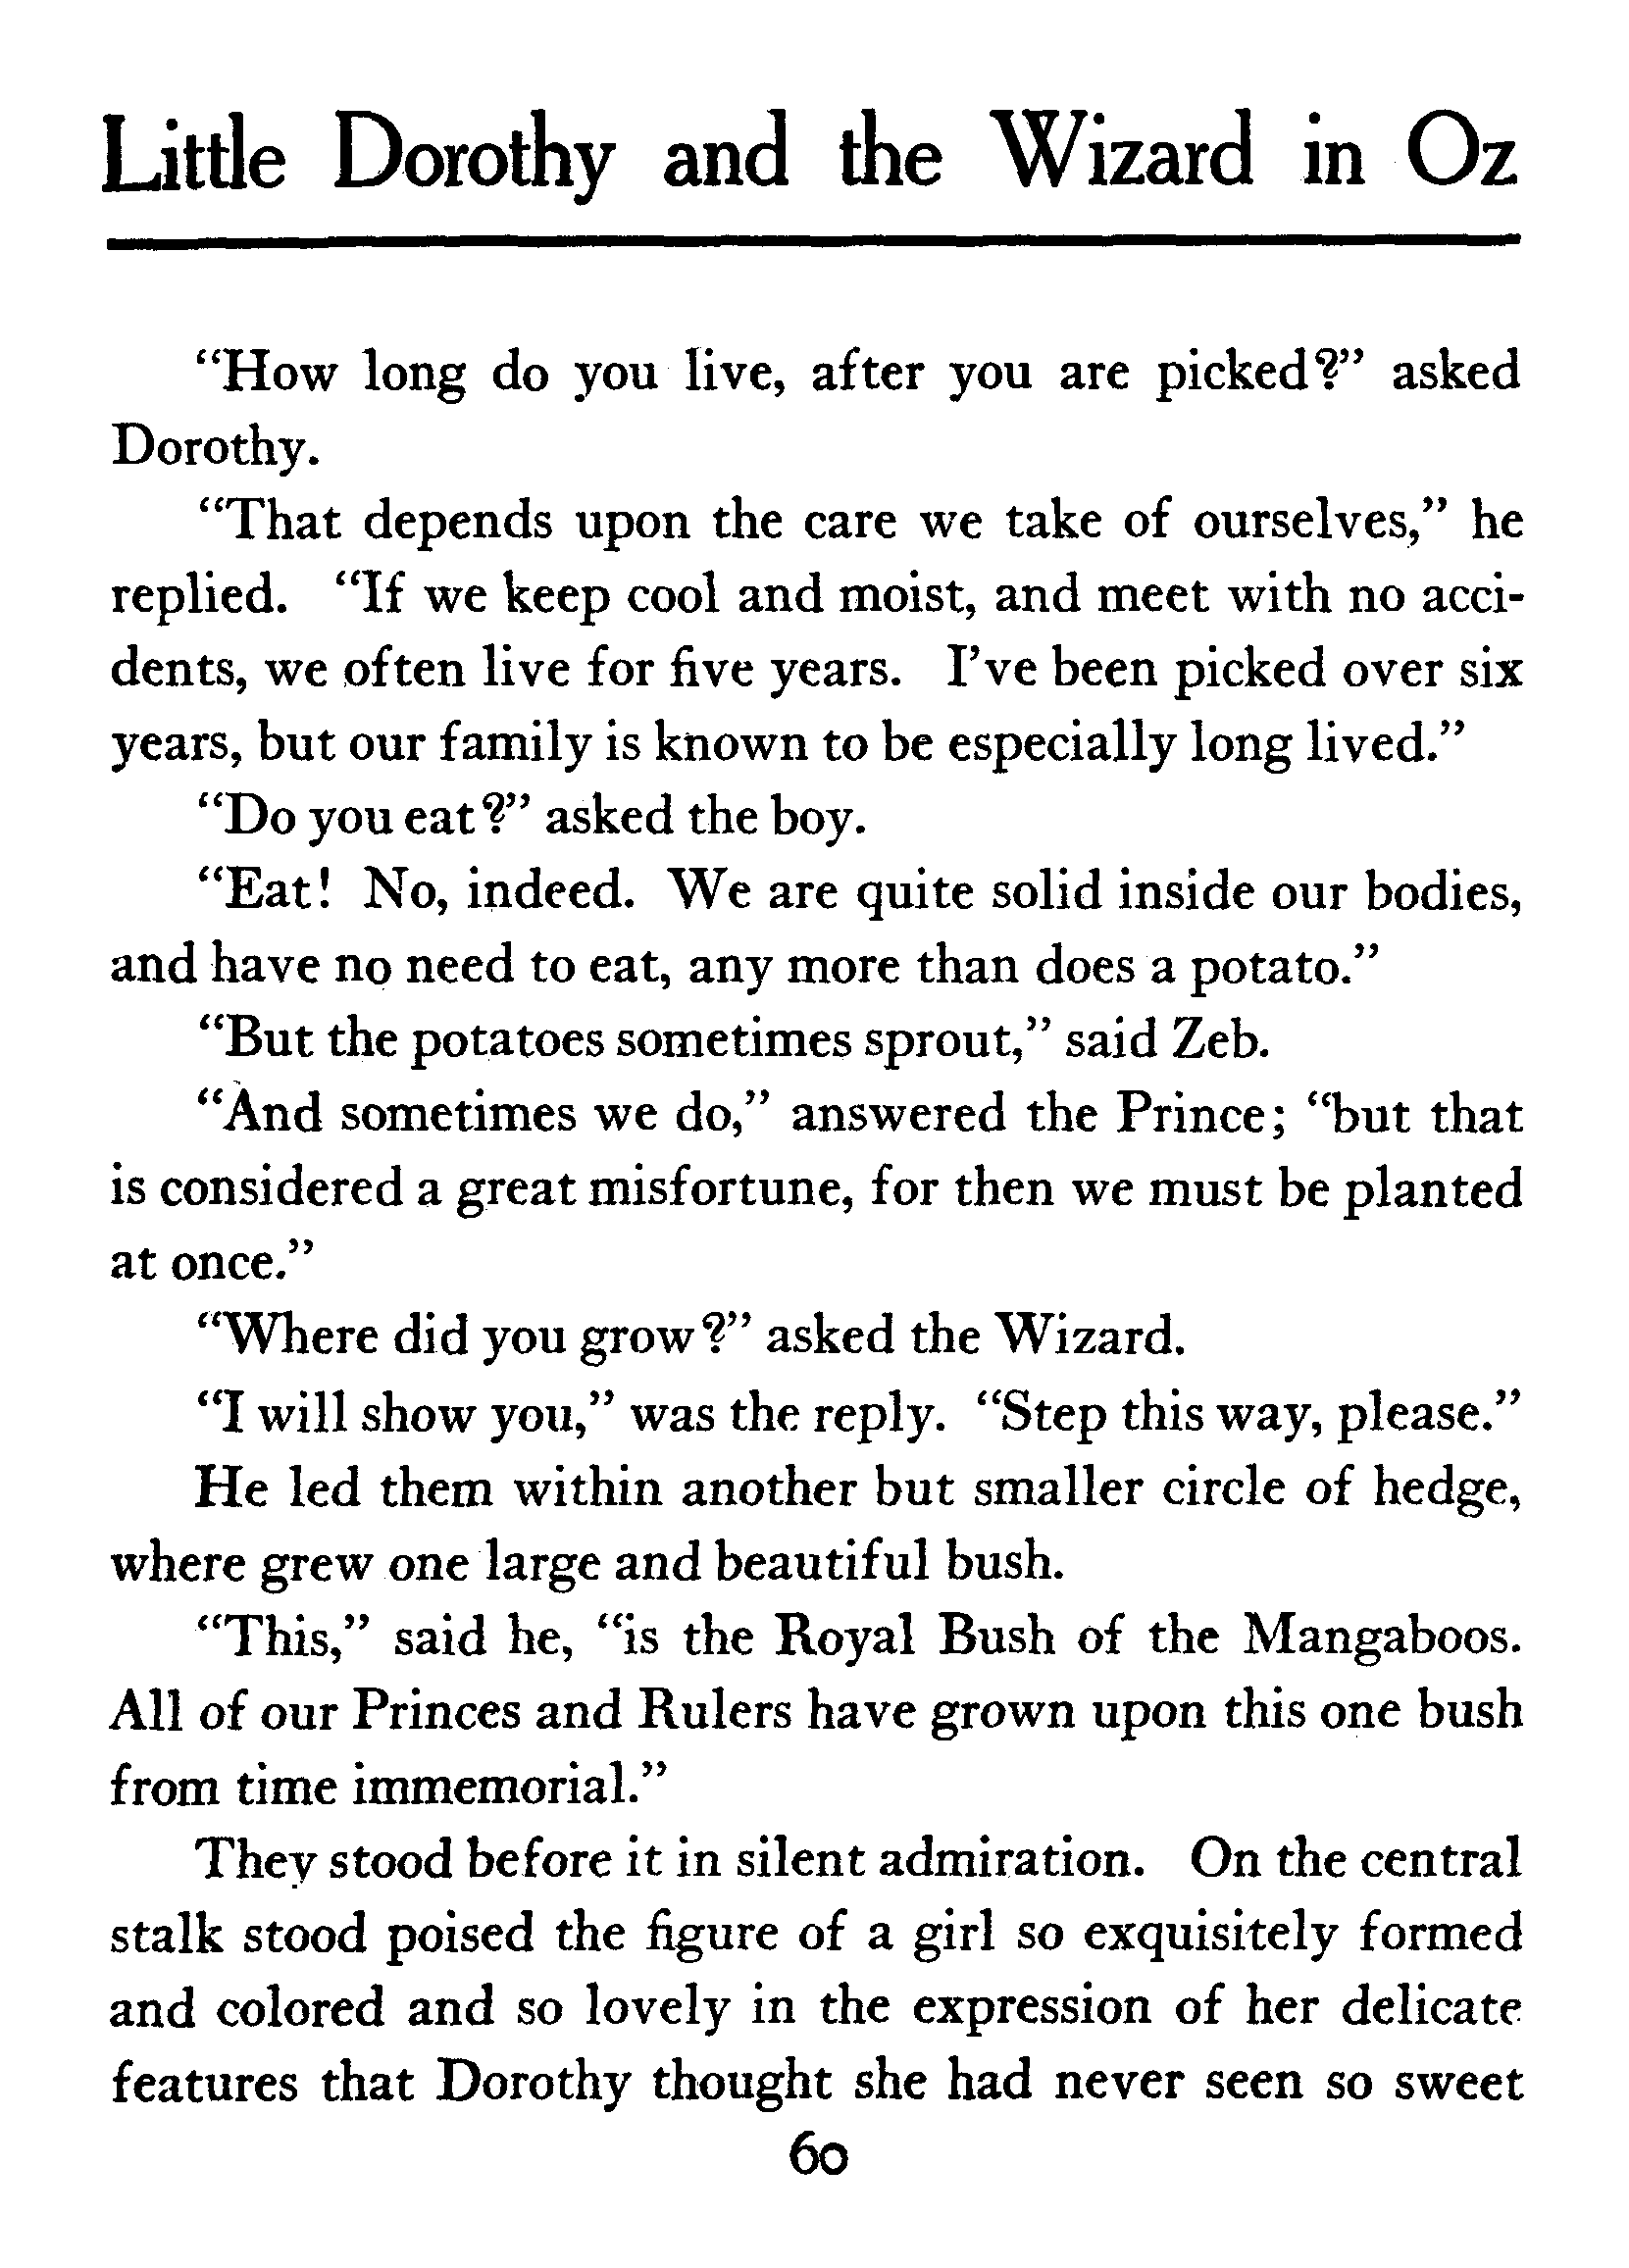 Little Dorothy and the Wizard in Oz
“How long do you live, after you are picked?” asked
Dorothy.
“That depends upon the care we take of ourselves,” he
replied. “If we keep cool and moist, and meet with no acci-
dents, we often live for five years. I’ve been picked over six
years, but our family is known to be especially long lived.”
“Do you eat?” asked the boy.
“Eat! No, indeed. We are quite solid inside our bodies,
and have no need to eat, any more than does a potato.”
“But the potatoes sometimes sprout,” said Zeb.
“And sometimes we do,” answered the Prince; “but that
is considered a great misfortune, for then we must be planted
at once.”
“Where did you grow?” asked the Wizard.
“I will show you,” was the reply. “Step this way, please.”
He led them within another but smaller circle of hedge,
where grew one large and beautiful bush.
“This,” said he, “is the Royal Bush of the Mangaboos.
All of our Princes and Rulers have grown upon this one bush
from time immemorial.”
They stood before it in silent admiration. On the central
stalk stood poised the figure of a girl so exquisitely formed
and colored and so lovely in the expression of her delicate
features that Dorothy thought she had never seen so sweet
60